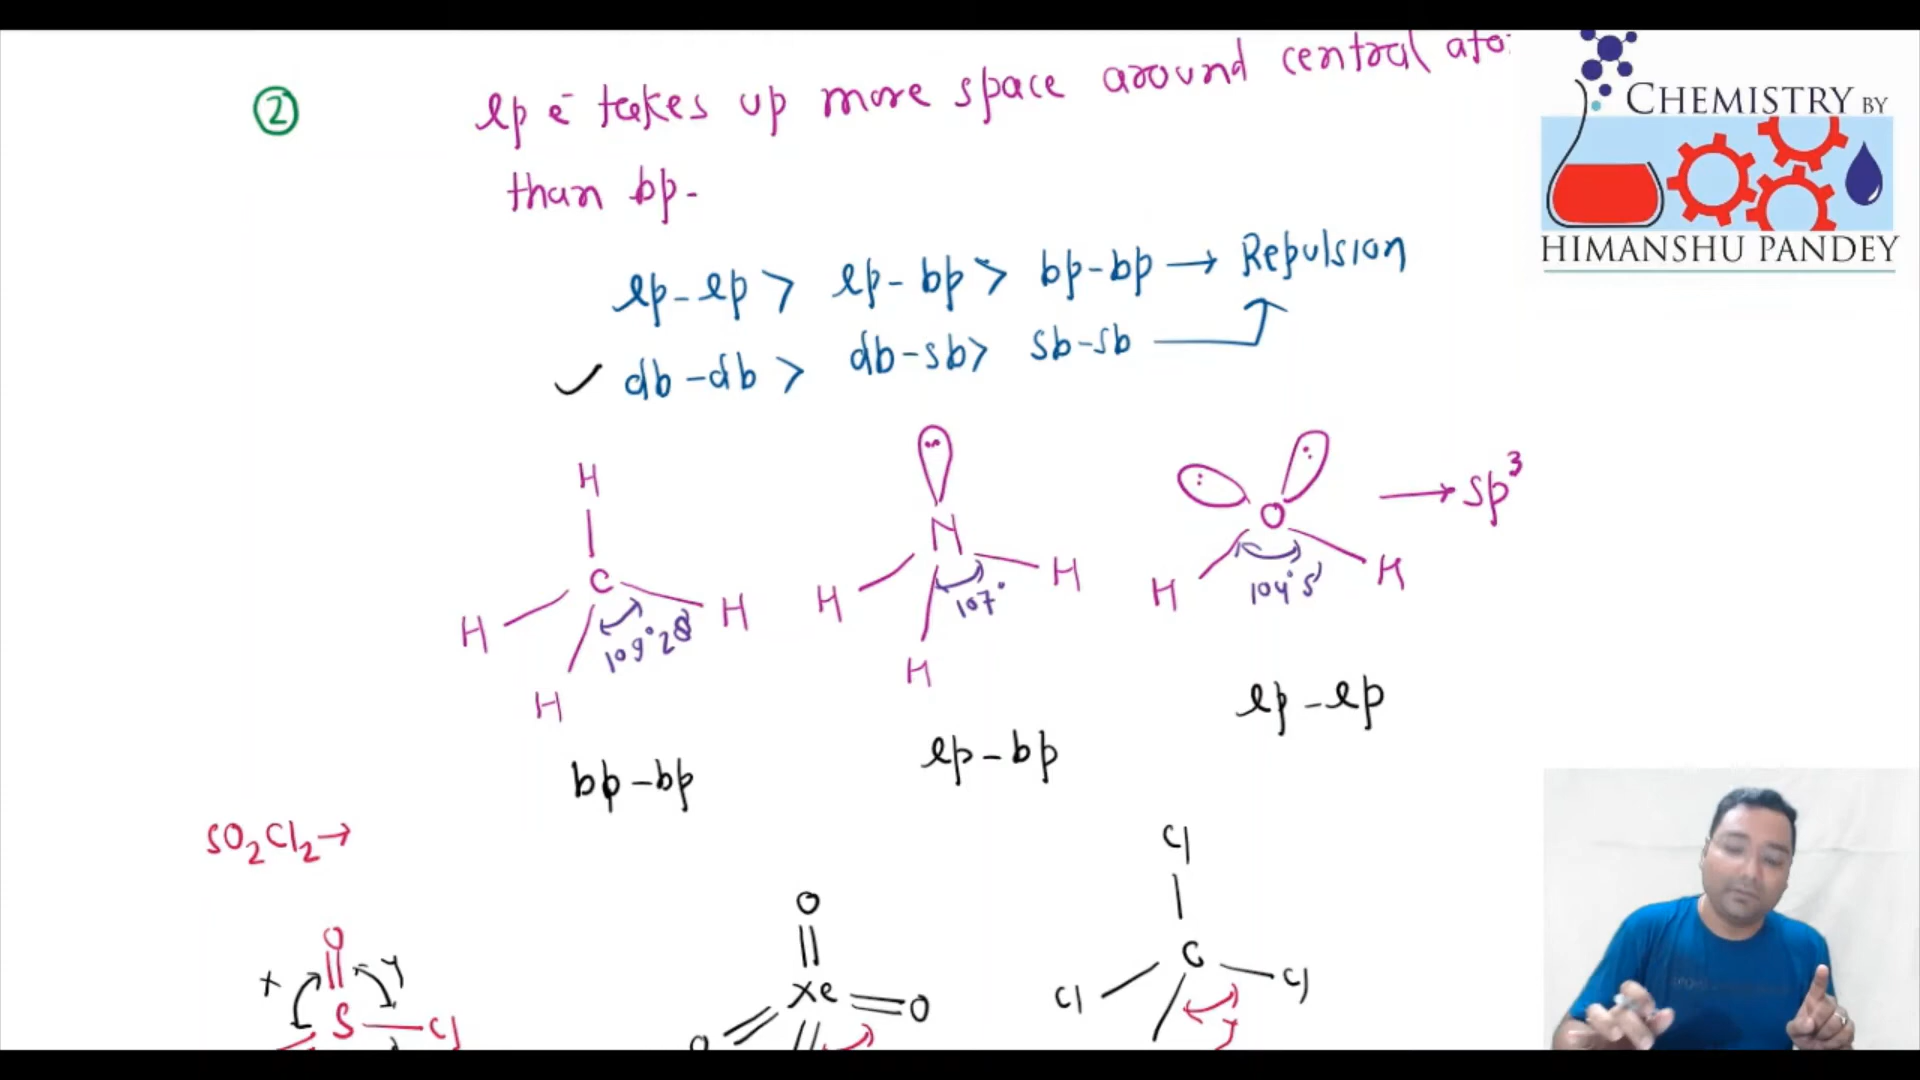 ②
lp e⁻ takes up more space around central ato
than bp-
lp-lp > lp-bp > bp-bp → Repulsion
✓ db-db > db-sb > sb-sb
H
C
H
H
H
109°28
N
H
H
H
107°
O
H
H
104°5'
→ sp³
bp-bp
lp-bp
lp-lp
SO₂Cl₂→
O
S
Cl
x
y
O
Xe
O
O
Cl
C
Cl
Cl
y
CHEMISTRY BY
HIMANSHU PANDEY